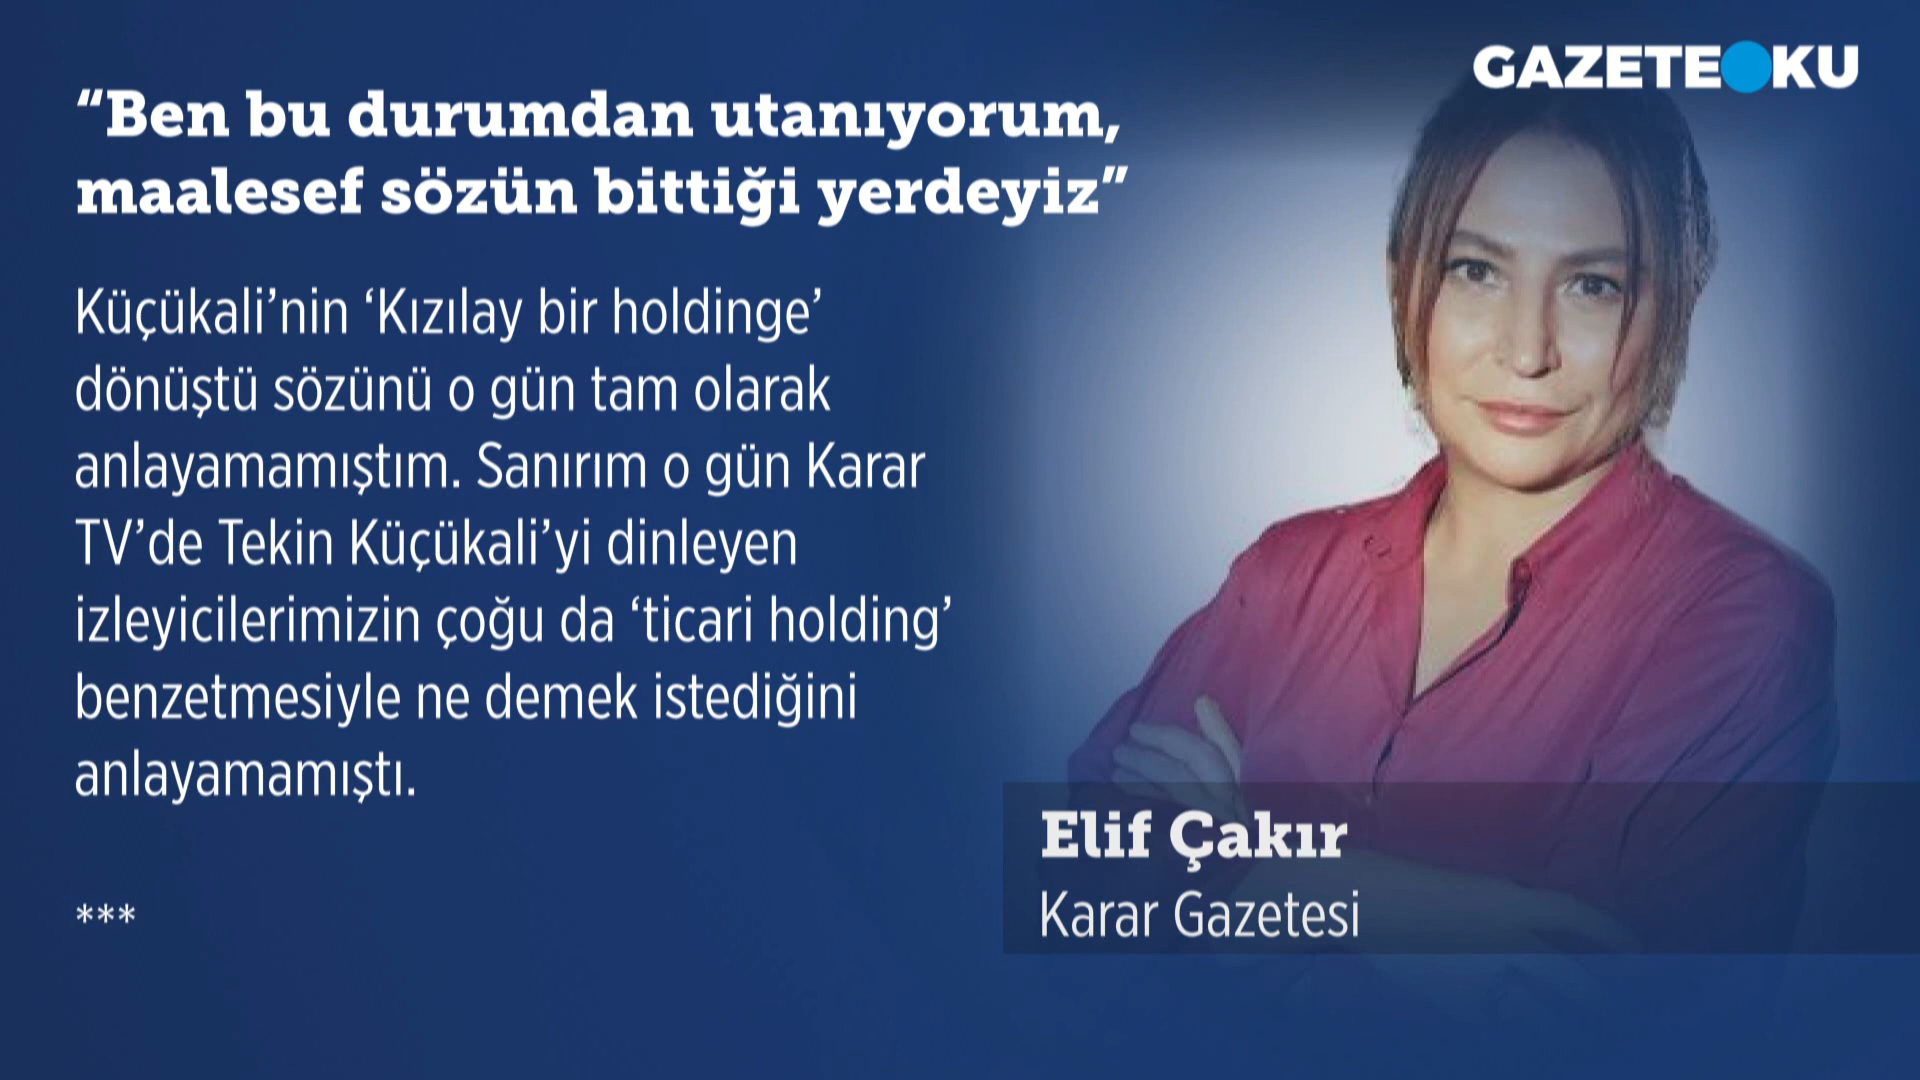 GAZETE OKU
“Ben bu durumdan utanıyorum,
maalesef sözün bittiği yerdeyiz”
Küçükali’nin ‘Kızılay bir holdinge’
dönüştü sözünü o gün tam olarak
anlayamamıştım. Sanırım o gün Karar
TV’de Tekin Küçükali’yi dinleyen
izleyicilerimizin çoğu da ‘ticari holding’
benzetmesiyle ne demek istediğini
anlayamamıştı.
***
Elif Çakır
Karar Gazetesi